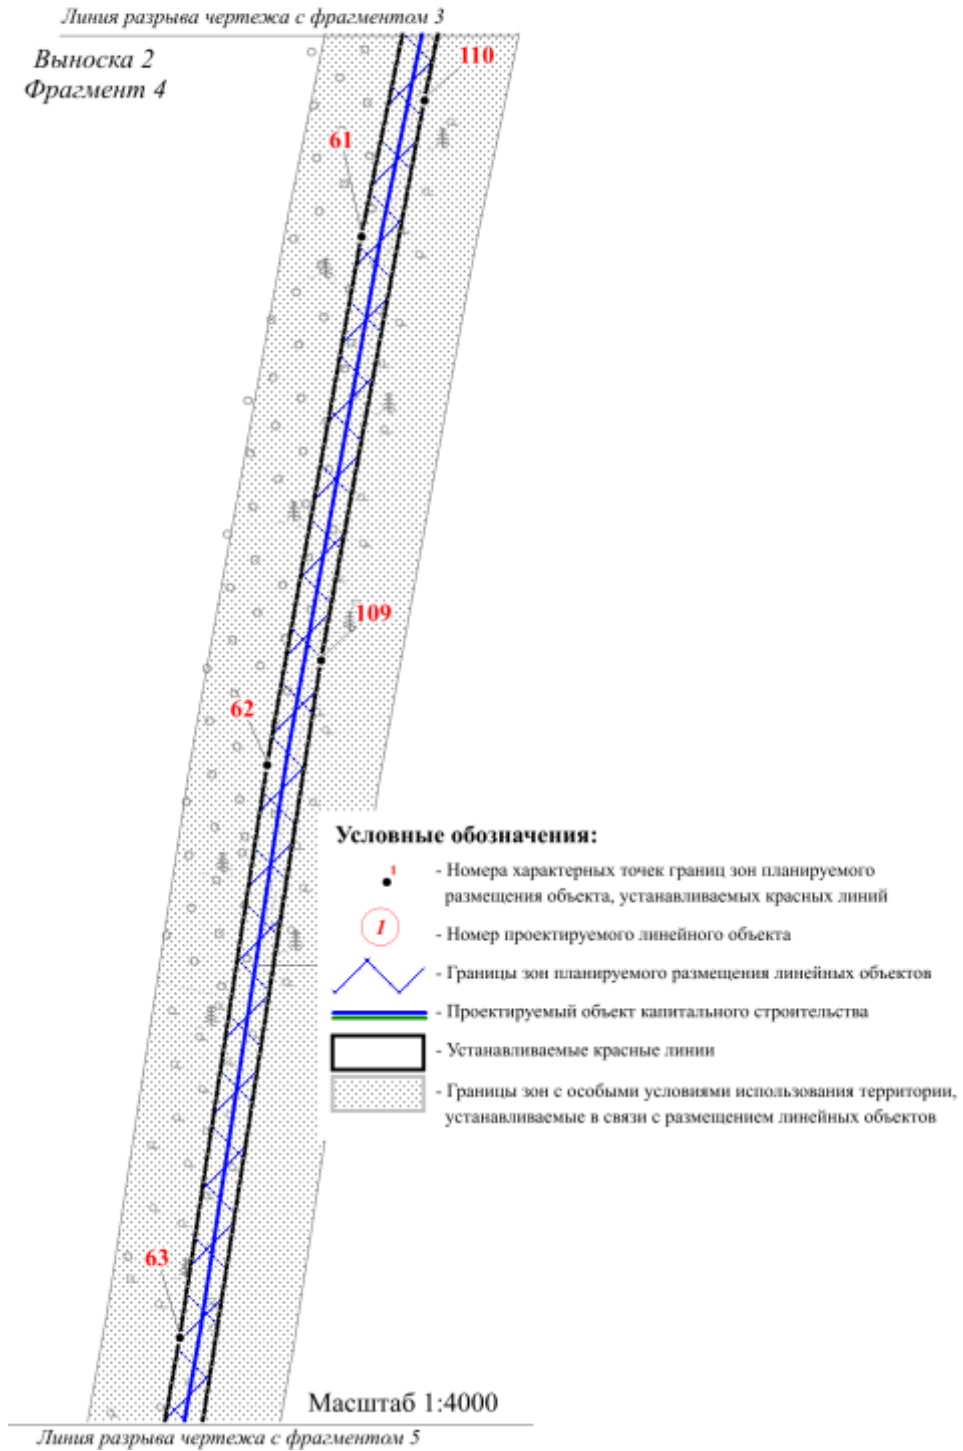 Линия разрыва чертежа с фрагментом 3
Выноска 2
Фрагмент 4
110
61
109
62
Условные обозначения:
1
- Номера характерных точек границ зон планируемого
размещения объекта, устанавливаемых красных линий
1
- Номер проектируемого линейного объекта
- Границы зон планируемого размещения линейных объектов
- Проектируемый объект капитального строительства
- Устанавливаемые красные линии
- Границы зон с особыми условиями использования территории,
устанавливаемые в связи с размещением линейных объектов
63
Масштаб 1:4000
Линия разрыва чертежа с фрагментом 5